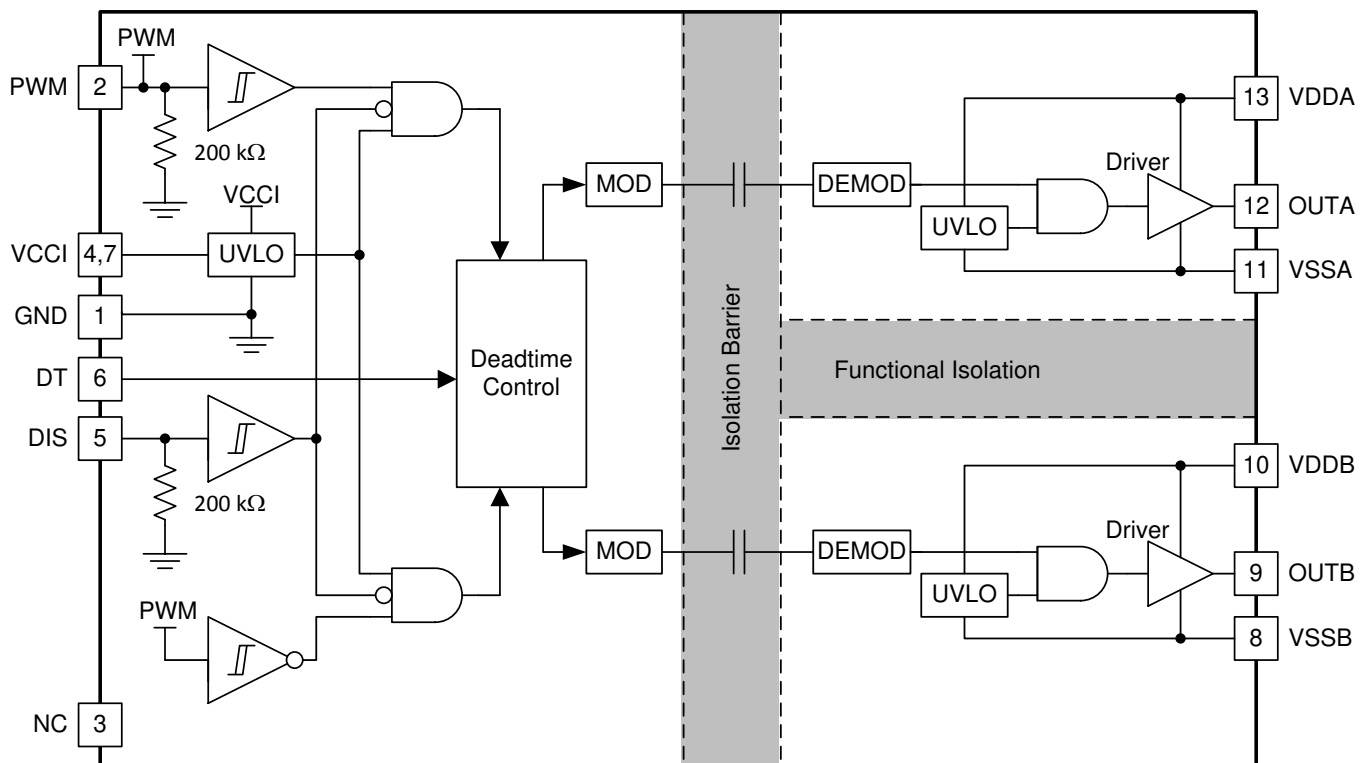 PWM
PWM 2
200 kΩ
VCCI
VCCI 4,7 UVLO
GND 1
DT 6
DIS 5
200 kΩ
PWM
NC 3
Deadtime
Control
MOD
MOD
Isolation Barrier
Functional Isolation
DEMOD
UVLO
Driver
13 VDDA
12 OUTA
11 VSSA
DEMOD
UVLO
Driver
10 VDDB
9 OUTB
8 VSSB